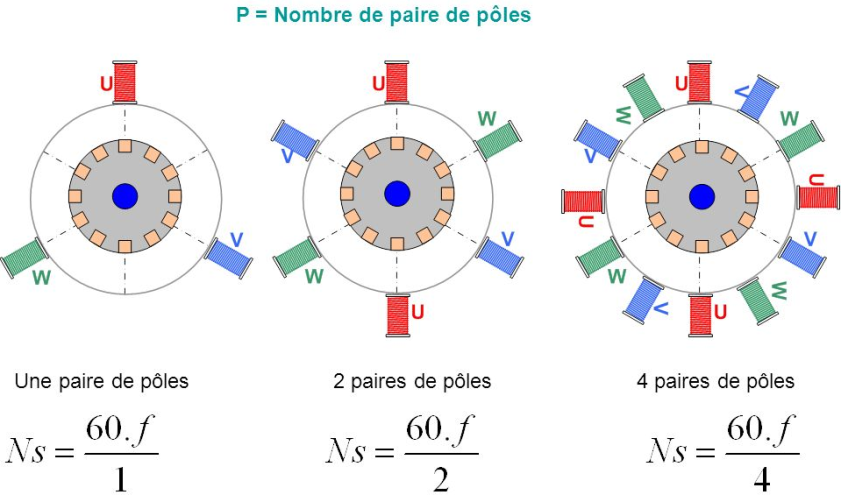 P = Nombre de paire de pôles
U
W
V
U
V
W
W
V
U
U
W
V
V
W
U
U
W
V
V
W
U
Une paire de pôles
2 paires de pôles
4 paires de pôles
Ns = 60.f / 1
Ns = 60.f / 2
Ns = 60.f / 4